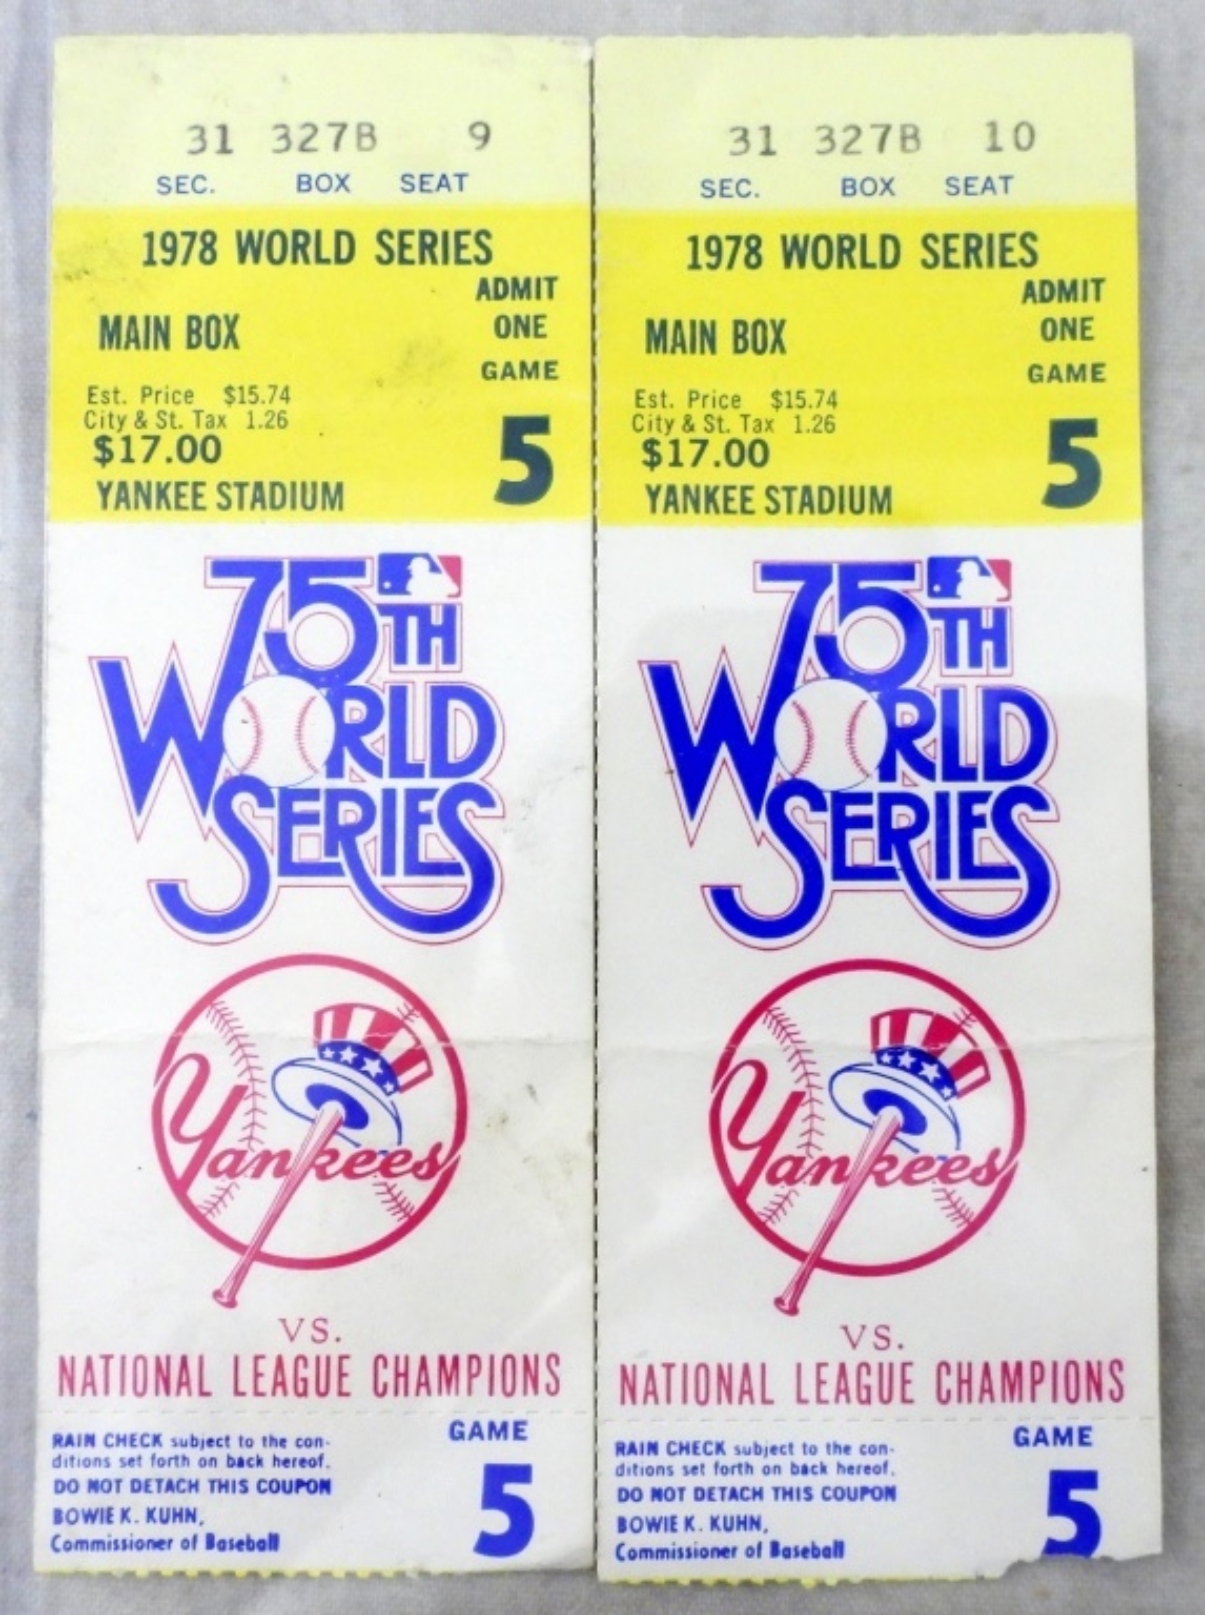 31 327B 9
SEC. BOX SEAT
1978 WORLD SERIES
ADMIT
MAIN BOX ONE
GAME
Est. Price $15.74
City & St. Tax 1.26
$17.00 5
YANKEE STADIUM
75TH
WORLD
SERIES
Yankees
VS.
NATIONAL LEAGUE CHAMPIONS
GAME
RAIN CHECK subject to the con-
ditions set forth on back hereof.
DO NOT DETACH THIS COUPON
5
BOWIE K. KUHN,
Commissioner of Baseball
31 327B 10
SEC. BOX SEAT
1978 WORLD SERIES
ADMIT
MAIN BOX ONE
GAME
Est. Price $15.74
City & St. Tax 1.26
$17.00 5
YANKEE STADIUM
75TH
WORLD
SERIES
Yankees
VS.
NATIONAL LEAGUE CHAMPIONS
GAME
RAIN CHECK subject to the con-
ditions set forth on back hereof.
DO NOT DETACH THIS COUPON
5
BOWIE K. KUHN,
Commissioner of Baseball